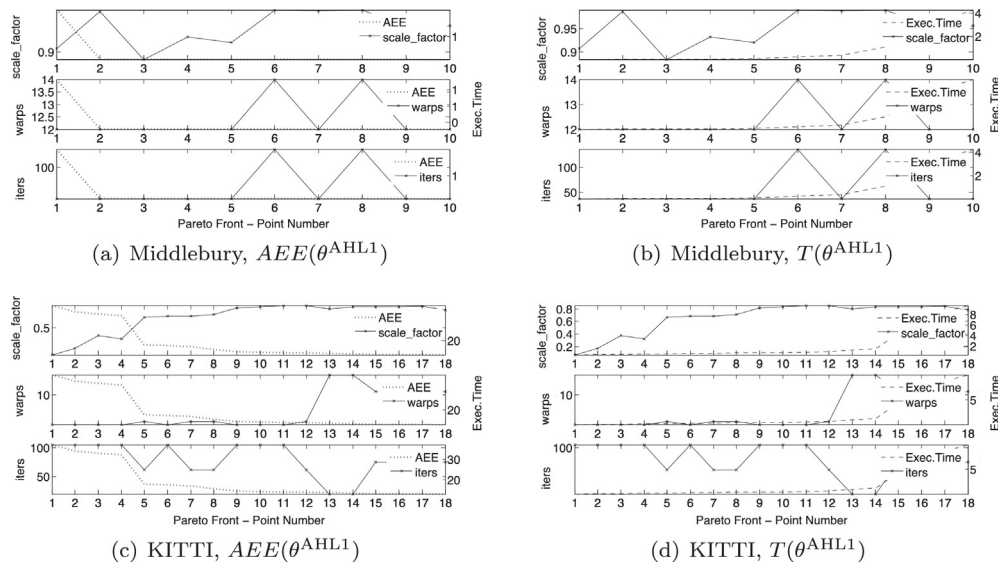 scale_factor
0.9
1
AEE
scale_factor
1 2 3 4 5 6 7 8 9 10
warps
14
13.5
13
12.5
12
1
1
0
Exec.Time
AEE
warps
1 2 3 4 5 6 7 8 9 10
iters
100
1
AEE
iters
1 2 3 4 5 6 7 8 9 10
Pareto Front – Point Number
(a) Middlebury, AEE(θ^AHL1)
scale_factor
0.95
0.9
4
2
Exec.Time
scale_factor
1 2 3 4 5 6 7 8 9 10
warps
14
13
12
4
2
Exec.Time
warps
1 2 3 4 5 6 7 8 9 10
iters
100
50
4
2
Exec.Time
iters
1 2 3 4 5 6 7 8 9 10
Pareto Front – Point Number
(b) Middlebury, T(θ^AHL1)
scale_factor
0.5
20
AEE
scale_factor
1 2 3 4 5 6 7 8 9 10 11 12 13 14 15 16 17 18
warps
10
20
Exec.Time
AEE
warps
1 2 3 4 5 6 7 8 9 10 11 12 13 14 15 16 17 18
iters
100
50
30
20
AEE
iters
1 2 3 4 5 6 7 8 9 10 11 12 13 14 15 16 17 18
Pareto Front – Point Number
(c) KITTI, AEE(θ^AHL1)
scale_factor
0.8
0.6
0.4
0.2
8
6
4
2
Exec.Time
scale_factor
1 2 3 4 5 6 7 8 9 10 11 12 13 14 15 16 17 18
warps
10
5
Exec.Time
warps
1 2 3 4 5 6 7 8 9 10 11 12 13 14 15 16 17 18
iters
100
50
5
Exec.Time
iters
1 2 3 4 5 6 7 8 9 10 11 12 13 14 15 16 17 18
Pareto Front – Point Number
(d) KITTI, T(θ^AHL1)